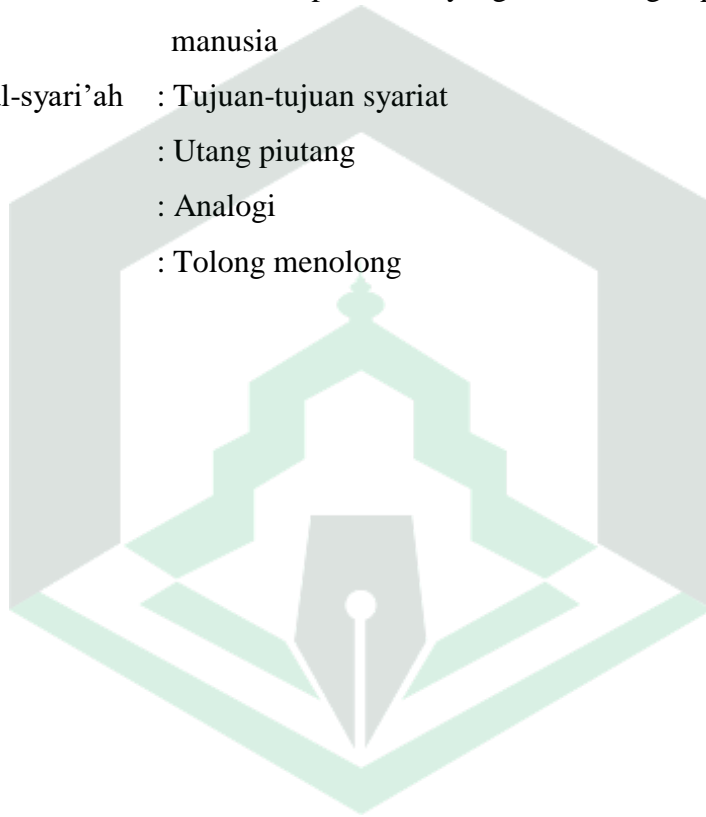 manusia
l-syari’ah : Tujuan-tujuan syariat
: Utang piutang
: Analogi
: Tolong menolong